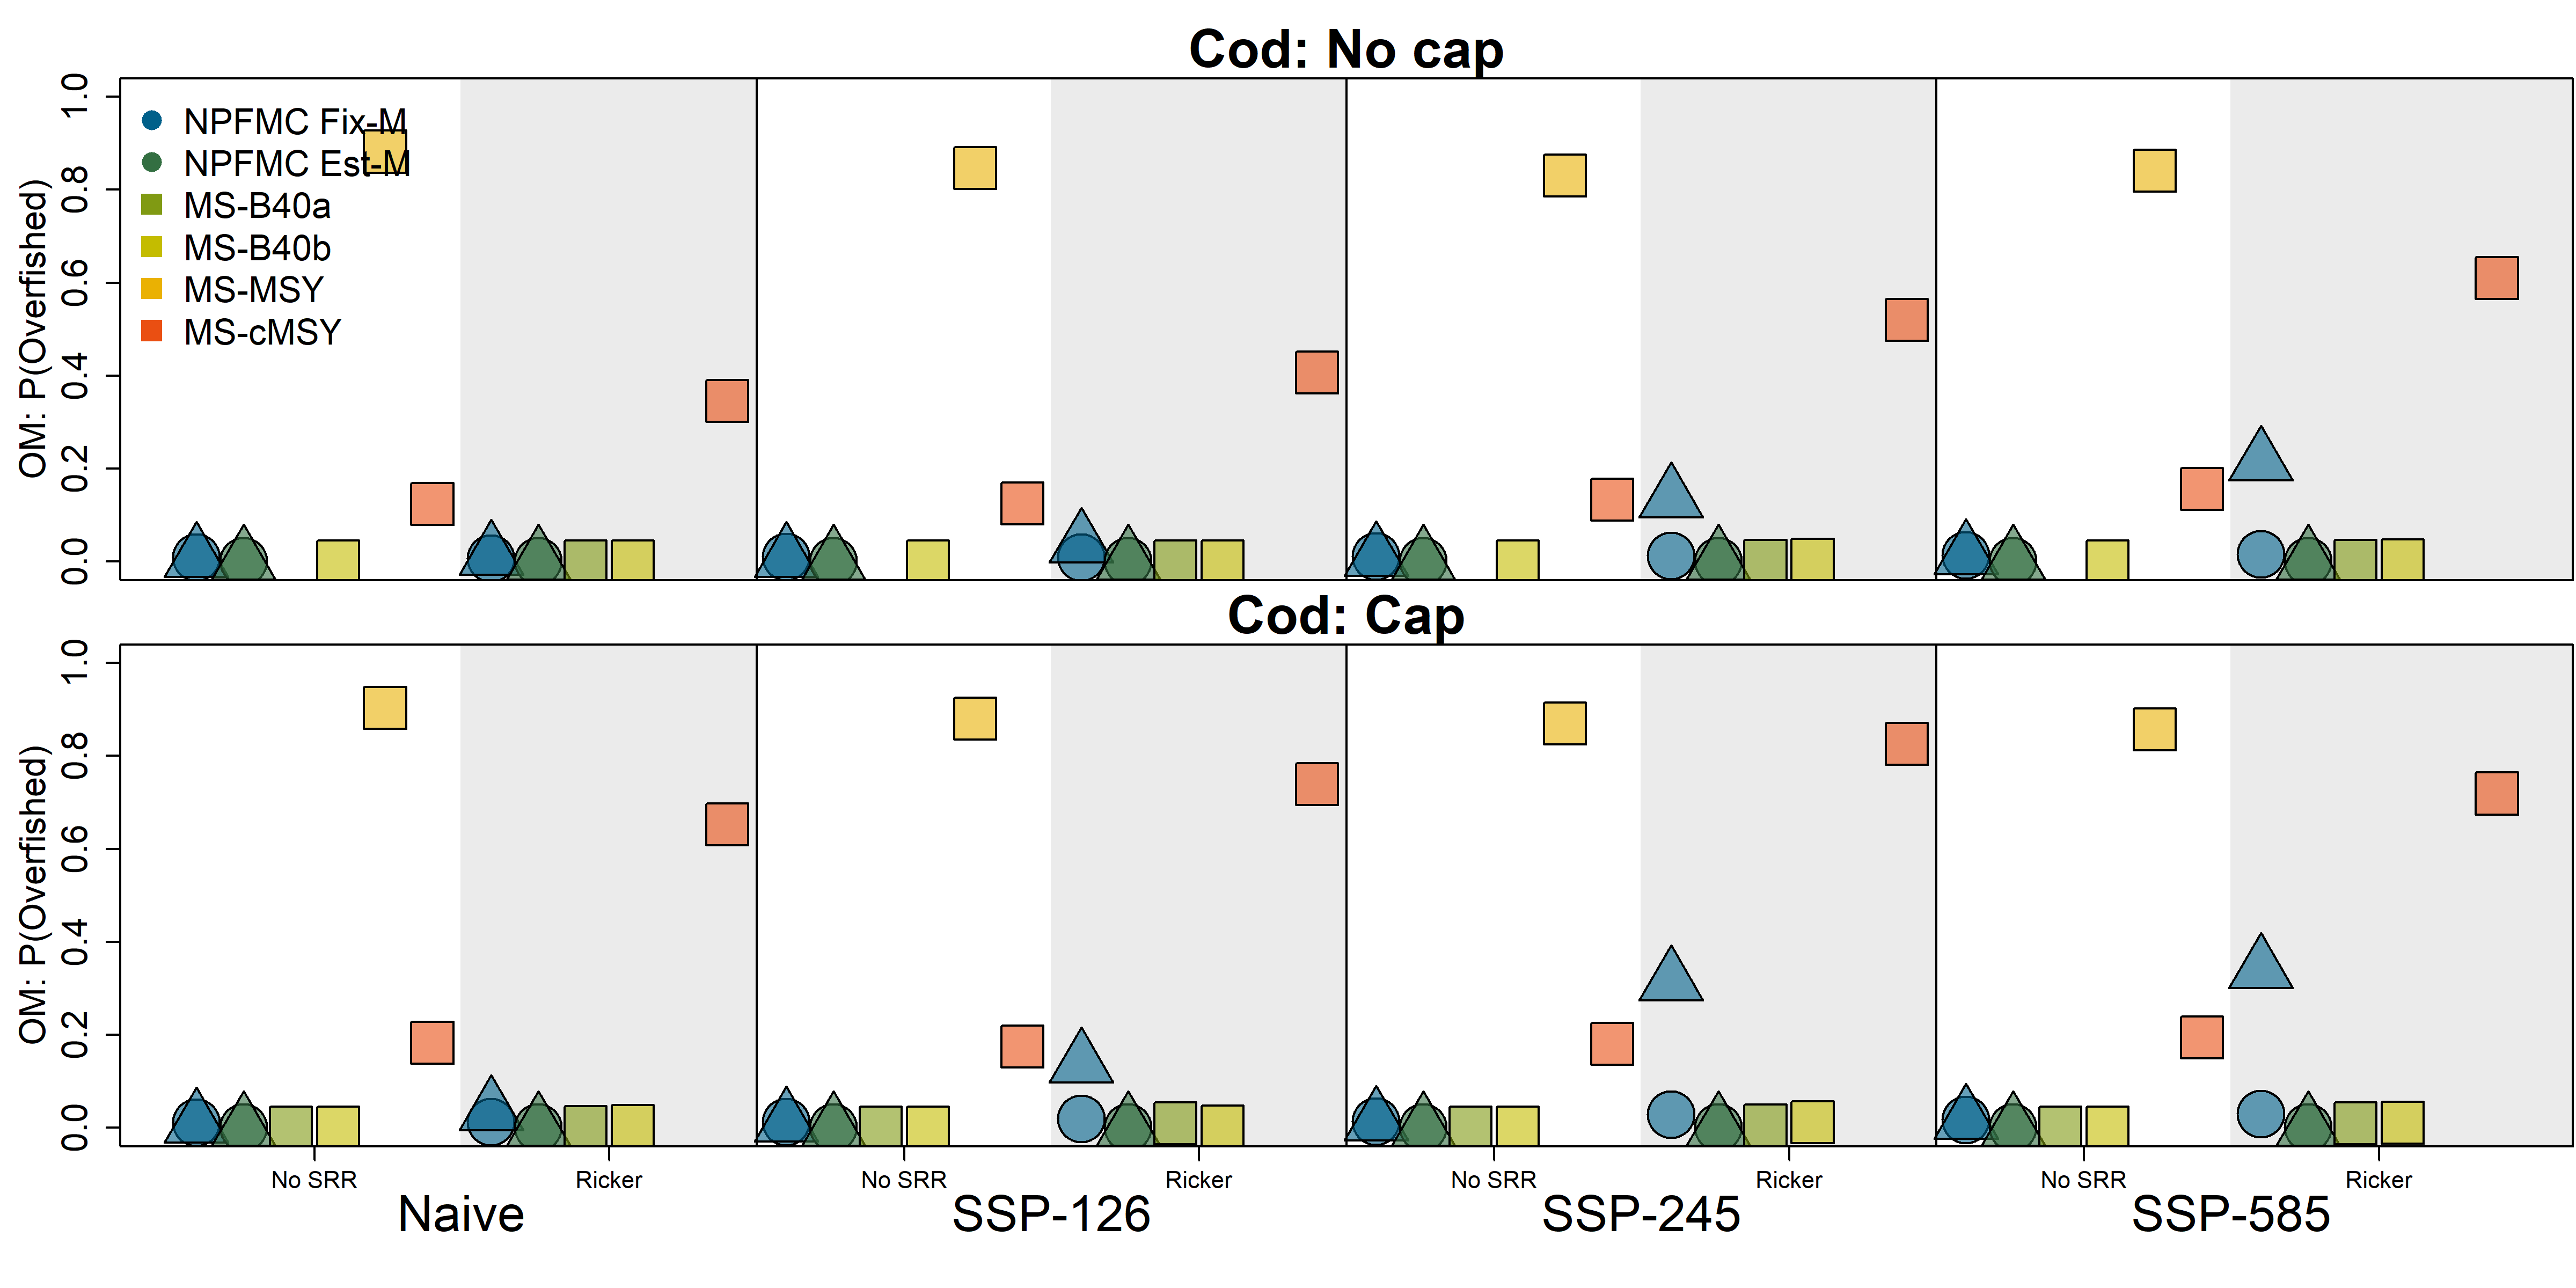 Cod: No cap
OM: P(Overfished)
1.0
0.8
0.6
0.4
0.2
0.0
NPFMC Fix-M
NPFMC Est-M
MS-B40a
MS-B40b
MS-MSY
MS-cMSY
Cod: Cap
OM: P(Overfished)
1.0
0.8
0.6
0.4
0.2
0.0
No SRR Ricker No SRR Ricker No SRR Ricker No SRR Ricker
Naive SSP-126 SSP-245 SSP-585